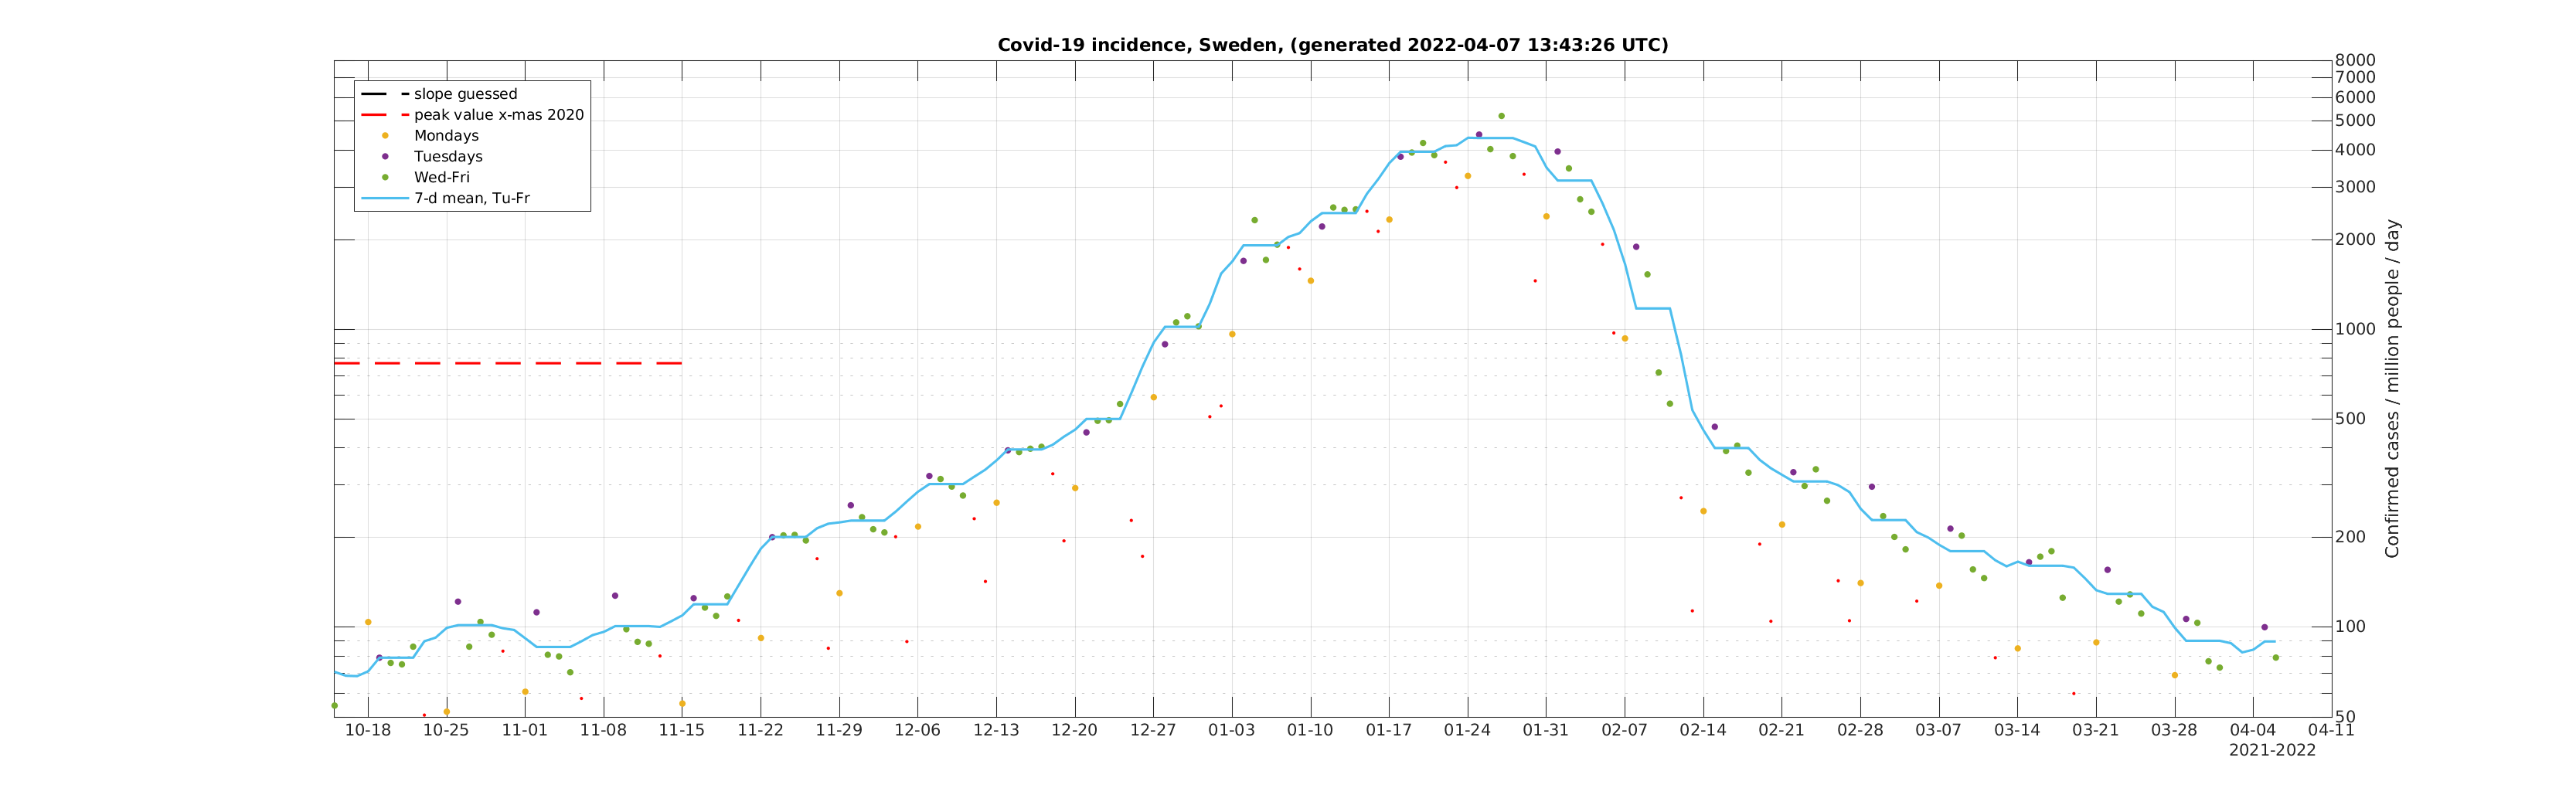 Covid-19 incidence, Sweden, (generated 2022-04-07 13:43:26 UTC)
slope guessed
peak value x-mas 2020
Mondays
Tuesdays
Wed-Fri
7-d mean, Tu-Fr
8000
7000
6000
5000
4000
3000
2000
1000
500
200
100
50
Confirmed cases / million people / day
10-18 10-25 11-01 11-08 11-15 11-22 11-29 12-06 12-13 12-20 12-27 01-03 01-10 01-17 01-24 01-31 02-07 02-14 02-21 02-28 03-07 03-14 03-21 03-28 04-04 04-11
2021-2022